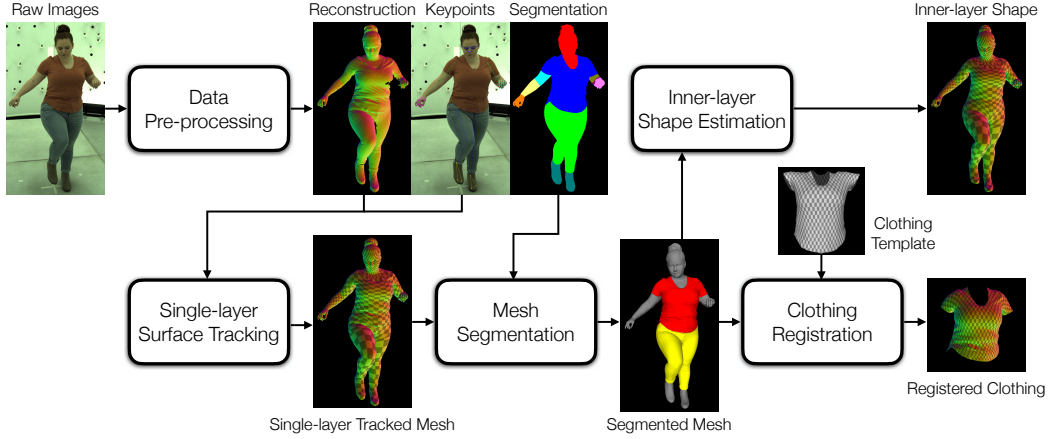 Raw Images
Reconstruction
Keypoints
Segmentation
Inner-layer Shape
Data
Pre-processing
Inner-layer
Shape Estimation
Clothing
Template
Single-layer
Surface Tracking
Mesh
Segmentation
Clothing
Registration
Single-layer Tracked Mesh
Segmented Mesh
Registered Clothing